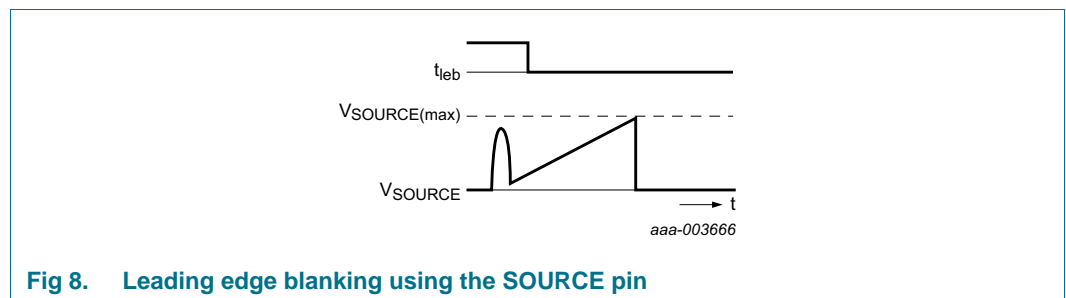 tleb
VSOURCE(max)
VSOURCE
t
aaa-003666
Fig 8. Leading edge blanking using the SOURCE pin